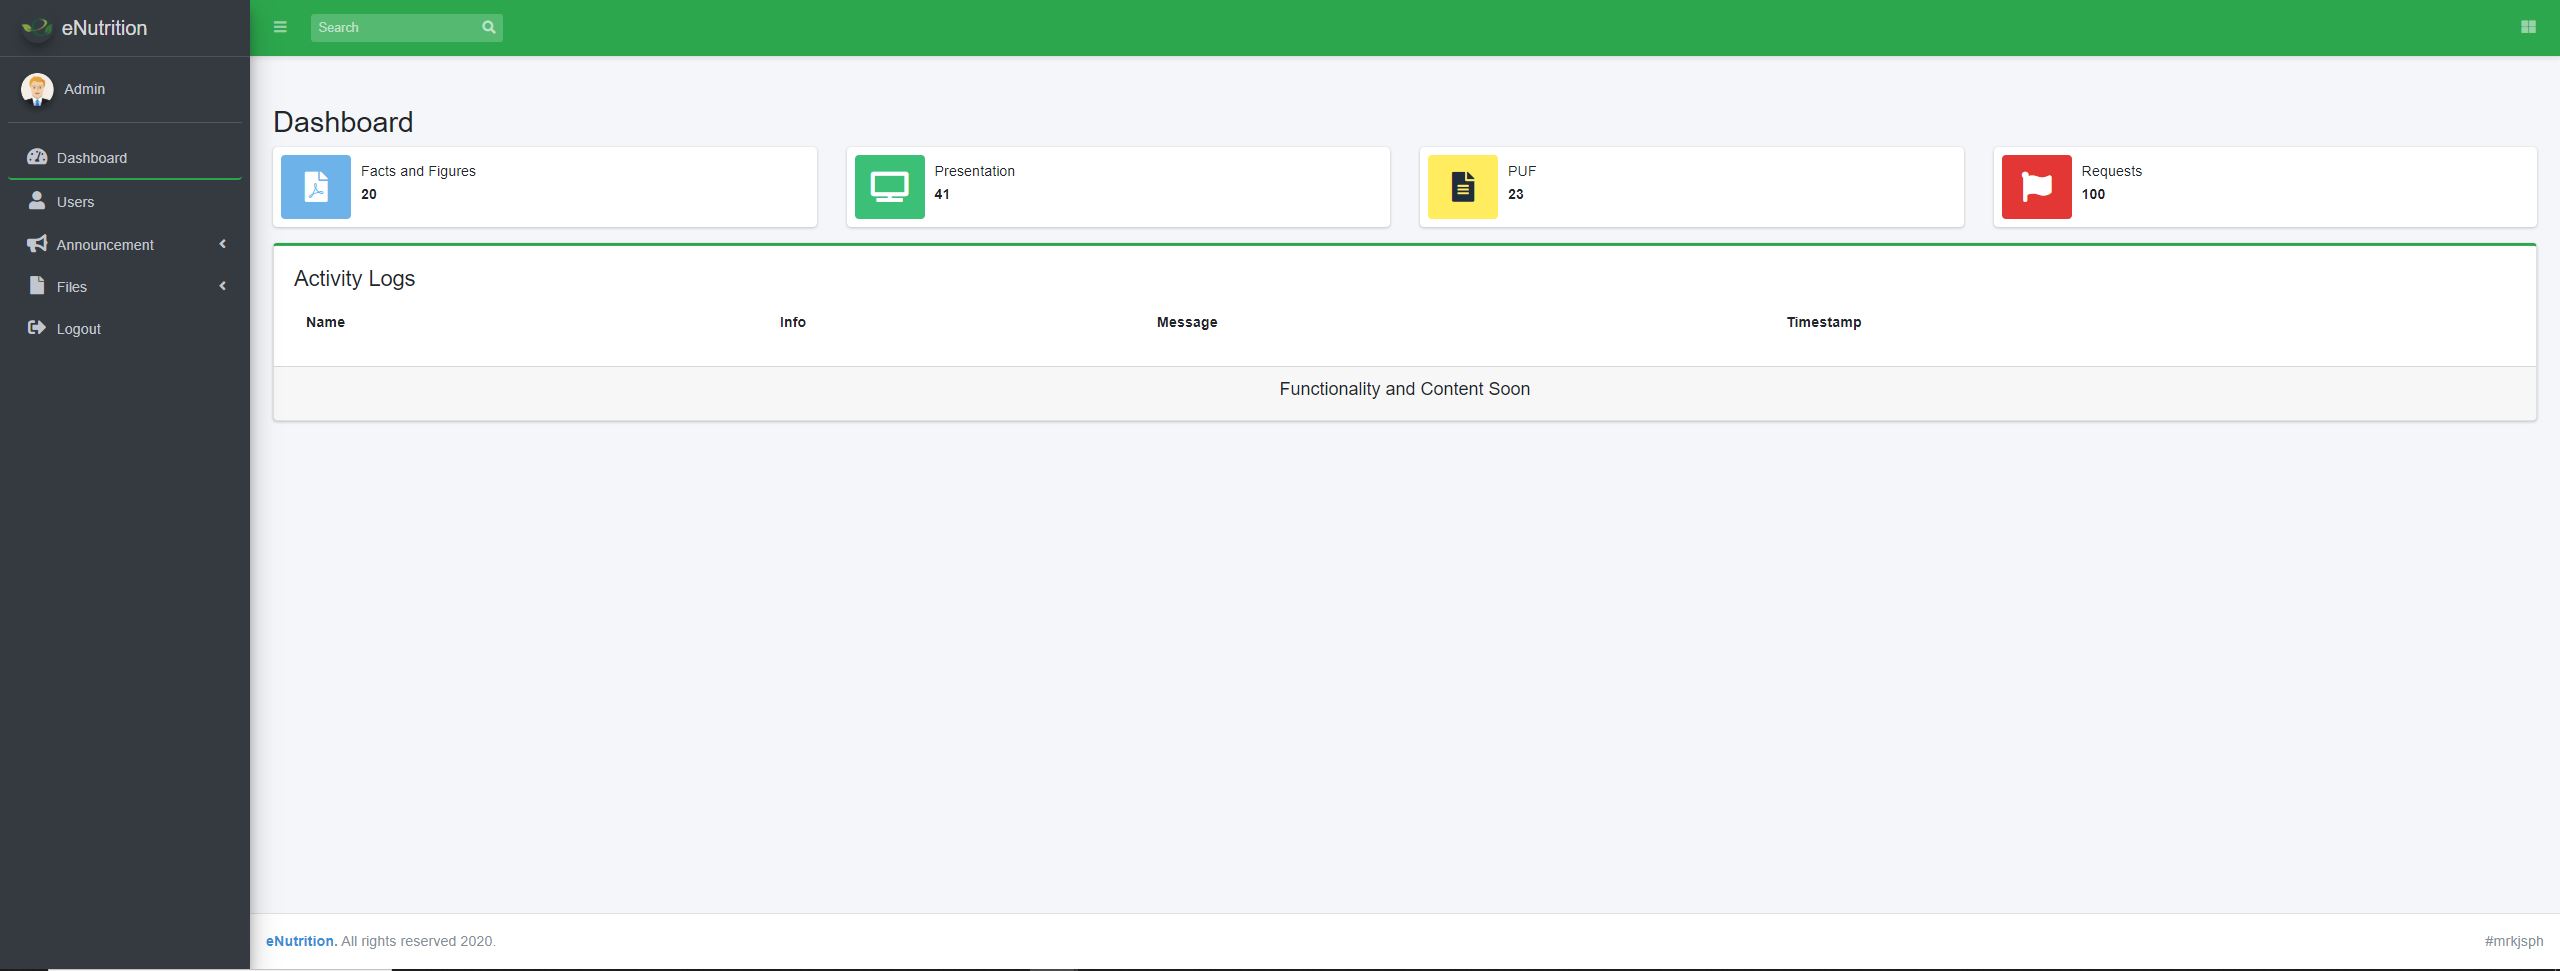 eNutrition
Search
Admin
Dashboard
Users
Announcement
Files
Logout
Dashboard
Facts and Figures
20
Presentation
41
PUF
23
Requests
100
Activity Logs
Name Info Message Timestamp
Functionality and Content Soon
eNutrition. All rights reserved 2020.
#mrkjsph